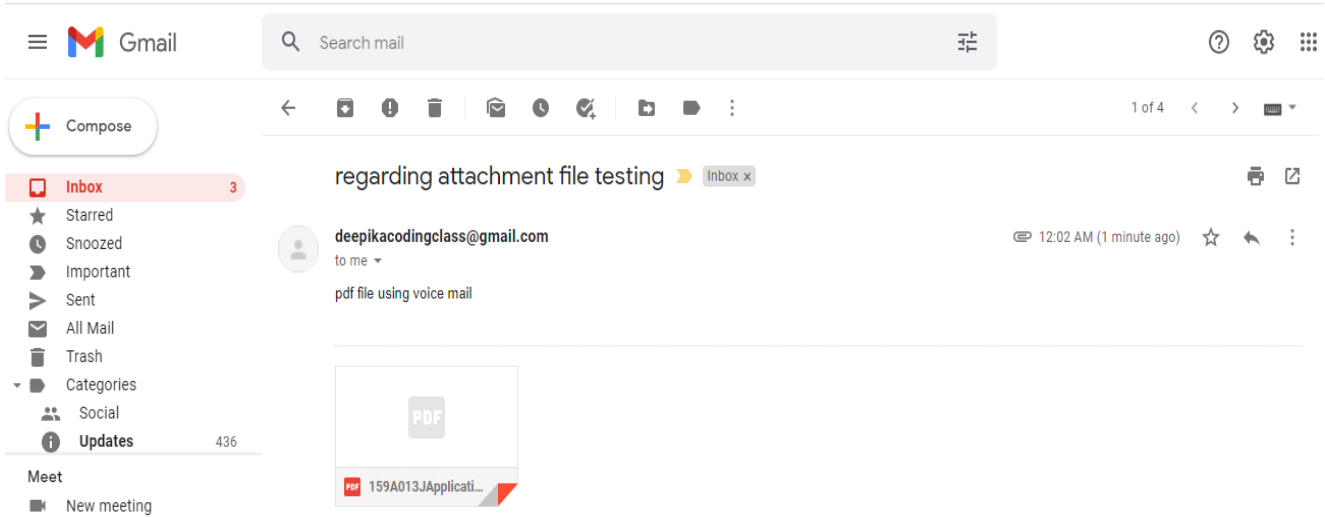 Gmail
Search mail
Compose
1 of 4
Inbox 3
Starred
Snoozed
Important
Sent
All Mail
Trash
Categories
Social
Updates 436
Meet
New meeting
regarding attachment file testing Inbox x
deepikacodingclass@gmail.com 12:02 AM (1 minute ago)
to me
pdf file using voice mail
PDF
PDF 159A013JApplicati...